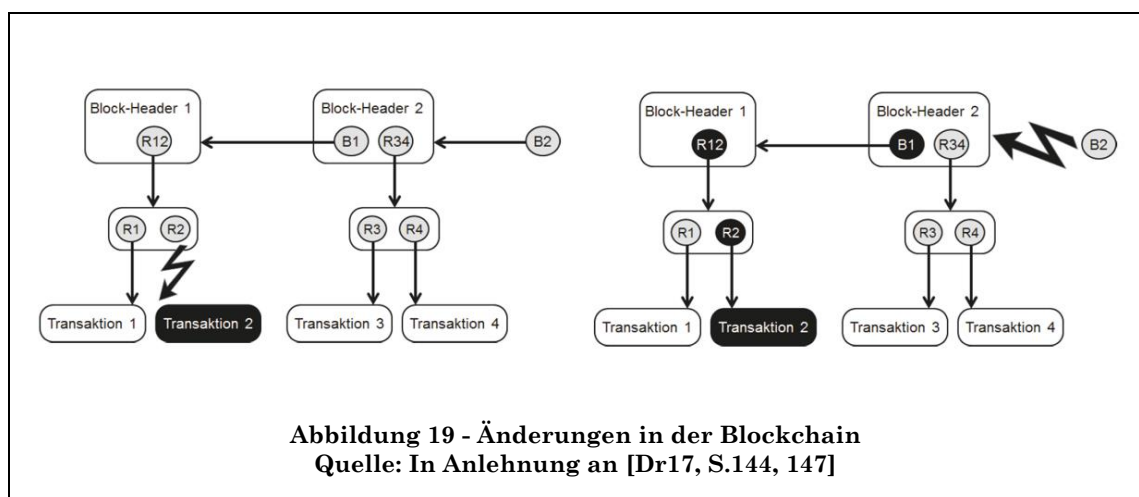 Block-Header 1
R12
R1
R2
Transaktion 1
Transaktion 2
Block-Header 2
B1
R34
B2
R3
R4
Transaktion 3
Transaktion 4
Block-Header 1
R12
R1
R2
Transaktion 1
Transaktion 2
Block-Header 2
B1
R34
B2
R3
R4
Transaktion 3
Transaktion 4
Abbildung 19 - Änderungen in der Blockchain
Quelle: In Anlehnung an [Dr17, S.144, 147]